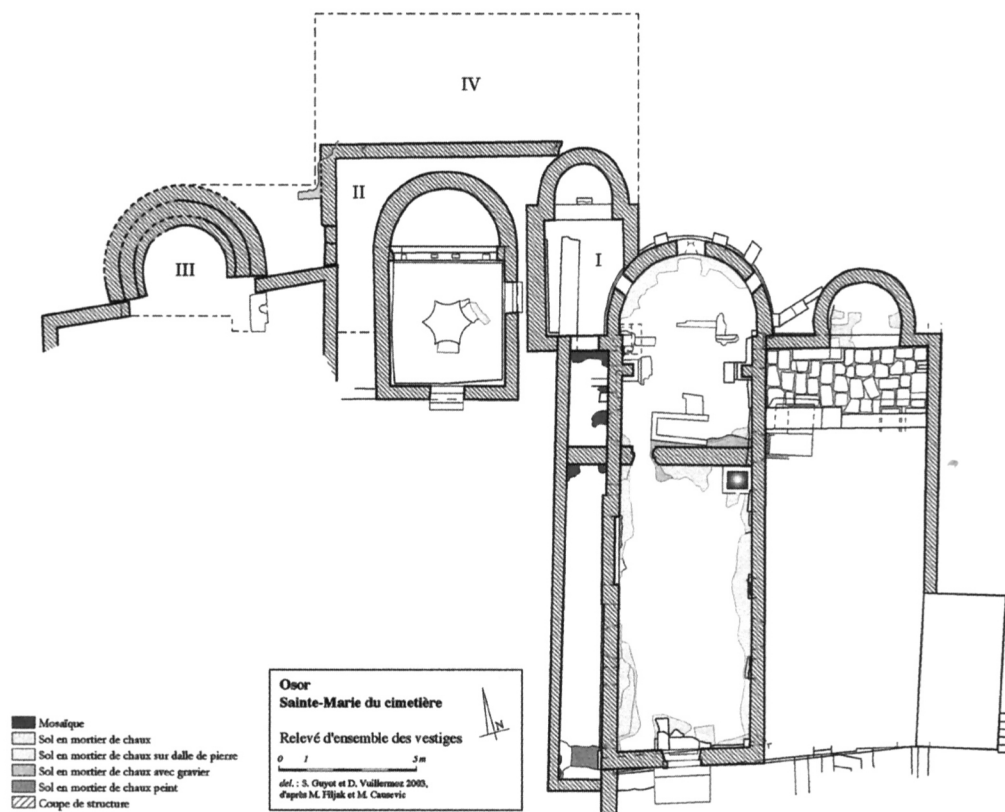 IV
II
III
I
Osor
Sainte-Marie du cimetière
Relevé d'ensemble des vestiges
N
0 1 5 m
del. : S. Guyot et D. Vuillermoz 2003,
d'après M. Filjak et M. Causevic
Mosaïque
Sol en mortier de chaux
Sol en mortier de chaux sur dalle de pierre
Sol en mortier de chaux avec gravier
Sol en mortier de chaux peint
Coupe de structure